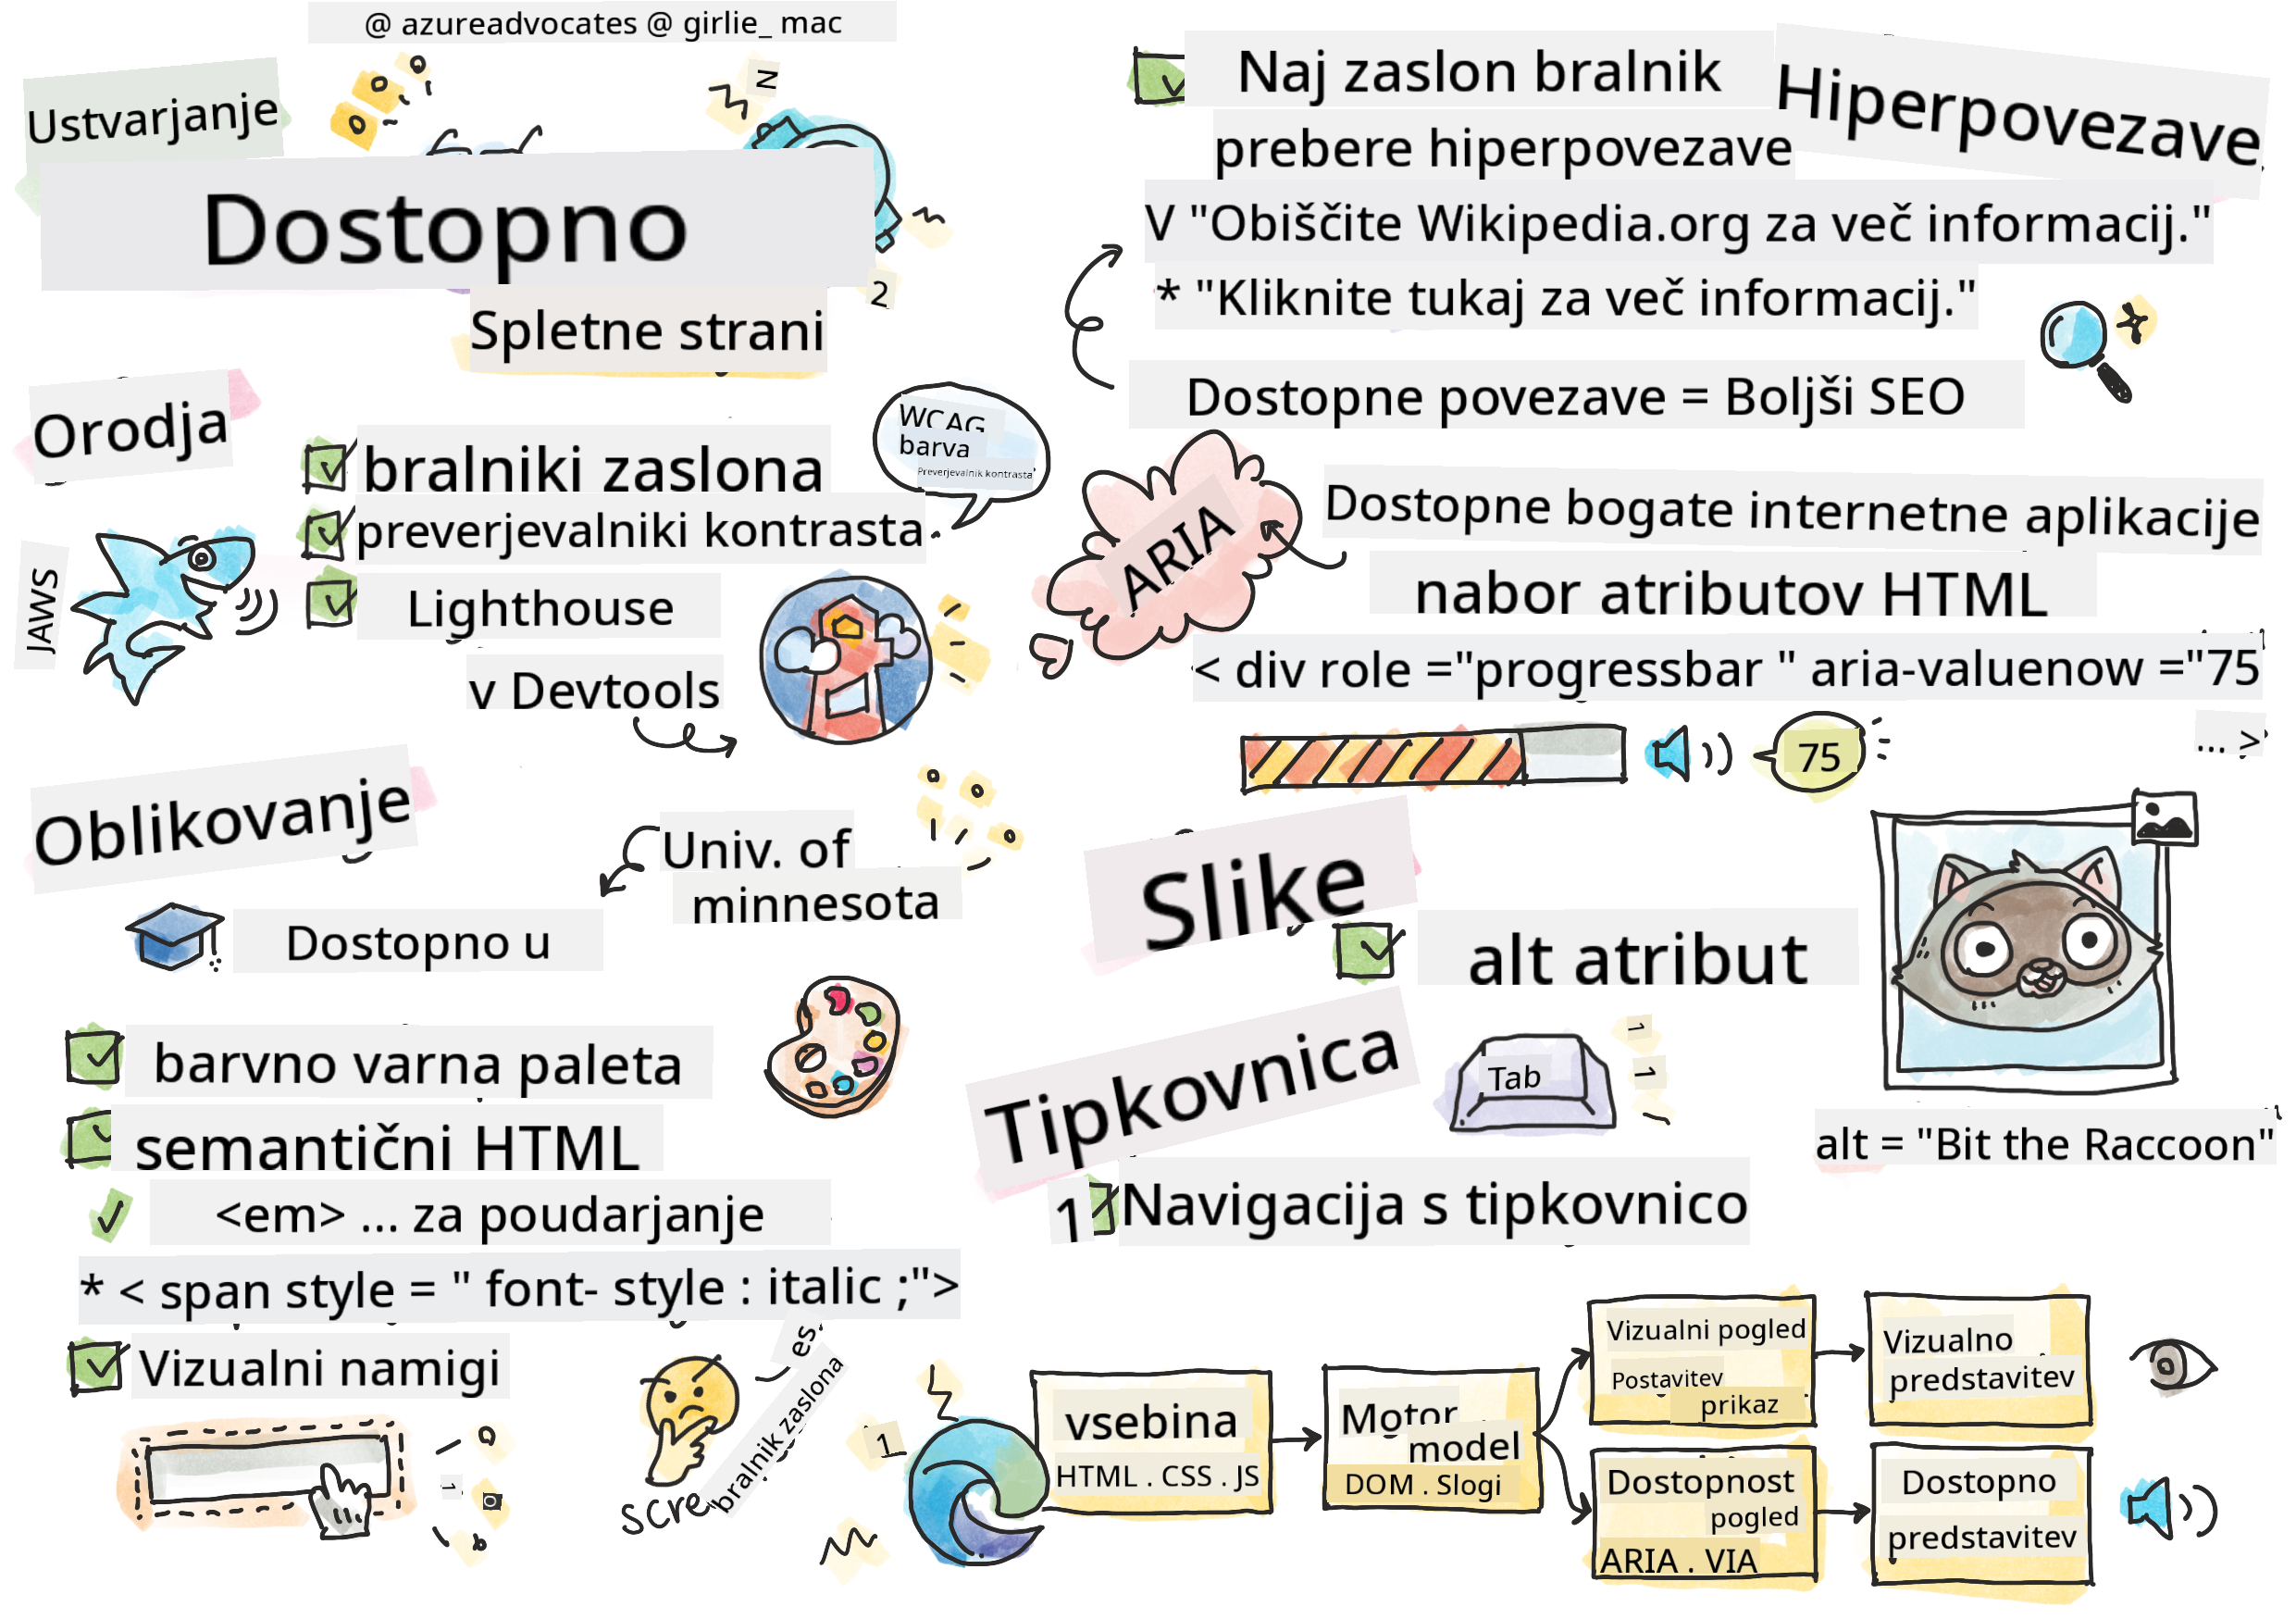 @ azureadvocates @ girlie_ mac
Ustvarjanje
Dostopno
Spletne strani
N
2
Orodja
bralniki zaslona
preverjevalniki kontrasta
Lighthouse
v Devtools
WCAG
barva
Preverjevalnik kontrasta
JAWS
Oblikovanje
Univ. of
minnesota
Dostopno u
barvno varna paleta
semantični HTML
<em> ... za poudarjanje
* < span style = " font- style : italic ;">
Vizualni namigi
es
bralnik zaslona
scre
Naj zaslon bralnik
prebere hiperpovezave
Hiperpovezave
V "Obiščite Wikipedia.org za več informacij."
* "Kliknite tukaj za več informacij."
Dostopne povezave = Boljši SEO
ARIA
Dostopne bogate internetne aplikacije
nabor atributov HTML
< div role ="progressbar " aria-valuenow ="75
... >
75
Slike
alt atribut
alt = "Bit the Raccoon"
Tipkovnica
Tab
1
Navigacija s tipkovnico
1
vsebina
HTML . CSS . JS
Motor
model
DOM . Slogi
Vizualni pogled
Postavitev
prikaz
Vizualno
predstavitev
Dostopnost
pogled
ARIA . VIA
Dostopno
predstavitev